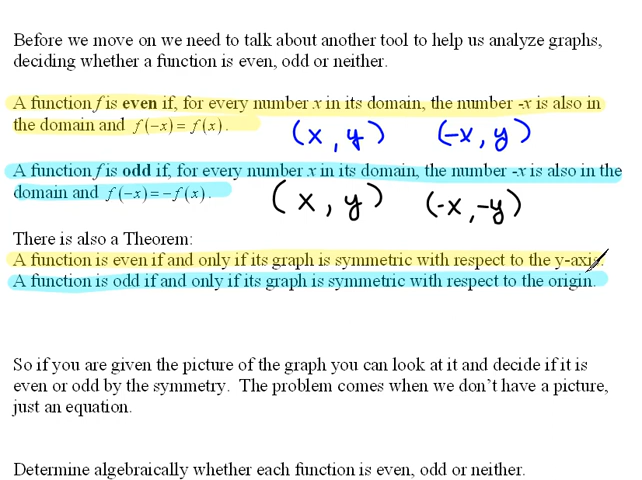 Before we move on we need to talk about another tool to help us analyze graphs,
deciding whether a function is even, odd or neither.
A function f is even if, for every number x in its domain, the number -x is also in
the domain and f(−x) = f(x).
(x, y) (-x, y)
A function f is odd if, for every number x in its domain, the number -x is also in the
domain and f(−x) = −f(x).
(x, y) (-x, -y)
There is also a Theorem:
A function is even if and only if its graph is symmetric with respect to the y-axis.
A function is odd if and only if its graph is symmetric with respect to the origin.
So if you are given the picture of the graph you can look at it and decide if it is
even or odd by the symmetry. The problem comes when we don't have a picture,
just an equation.
Determine algebraically whether each function is even, odd or neither.